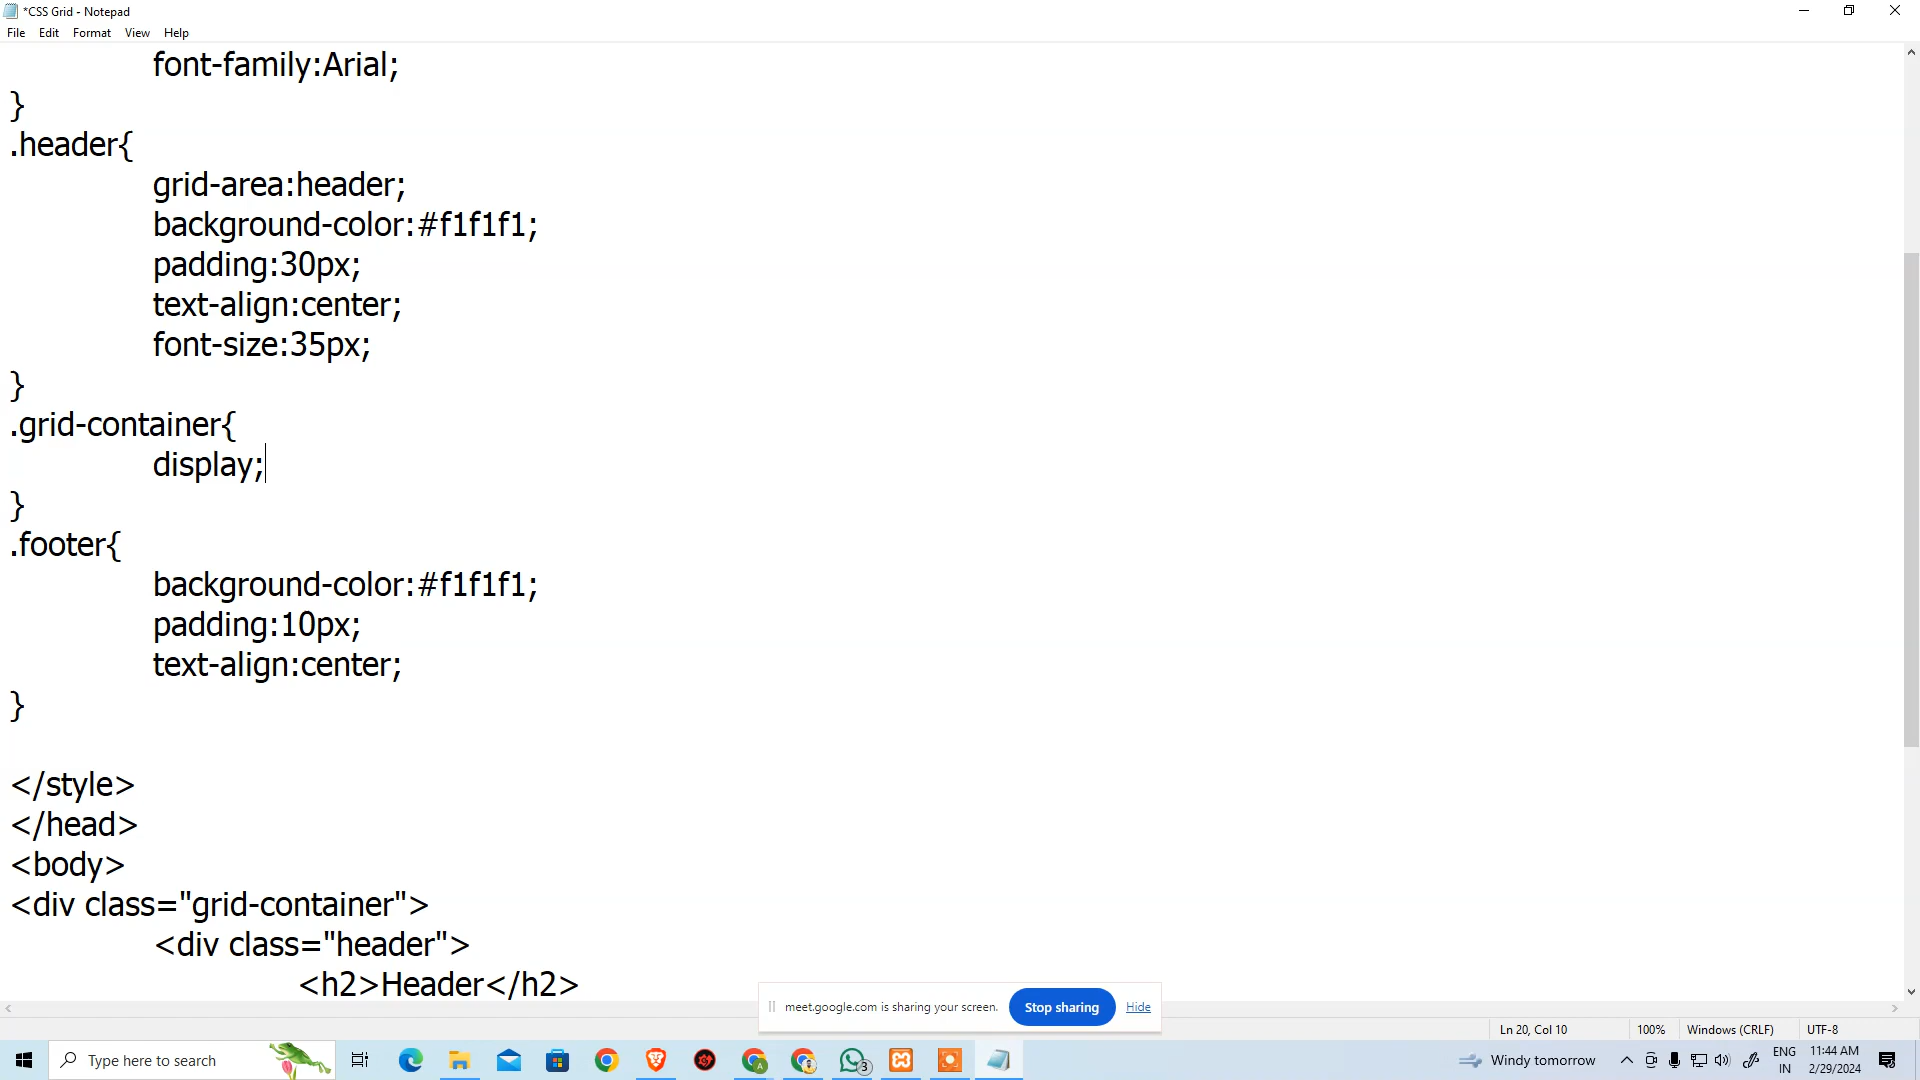 *CSS Grid - Notepad
File Edit Format View Help
font-family:Arial;
}
.header{
grid-area:header;
background-color:#f1f1f1;
padding:30px;
text-align:center;
font-size:35px;
}
.grid-container{
display;
}
.footer{
background-color:#f1f1f1;
padding:10px;
text-align:center;
}
</style>
</head>
<body>
<div class="grid-container">
<div class="header">
<h2>Header</h2>
meet.google.com is sharing your screen. Stop sharing Hide
Ln 20, Col 10 100% Windows (CRLF) UTF-8
Type here to search A 3 Windy tomorrow ENG IN 11:44 AM 2/29/2024